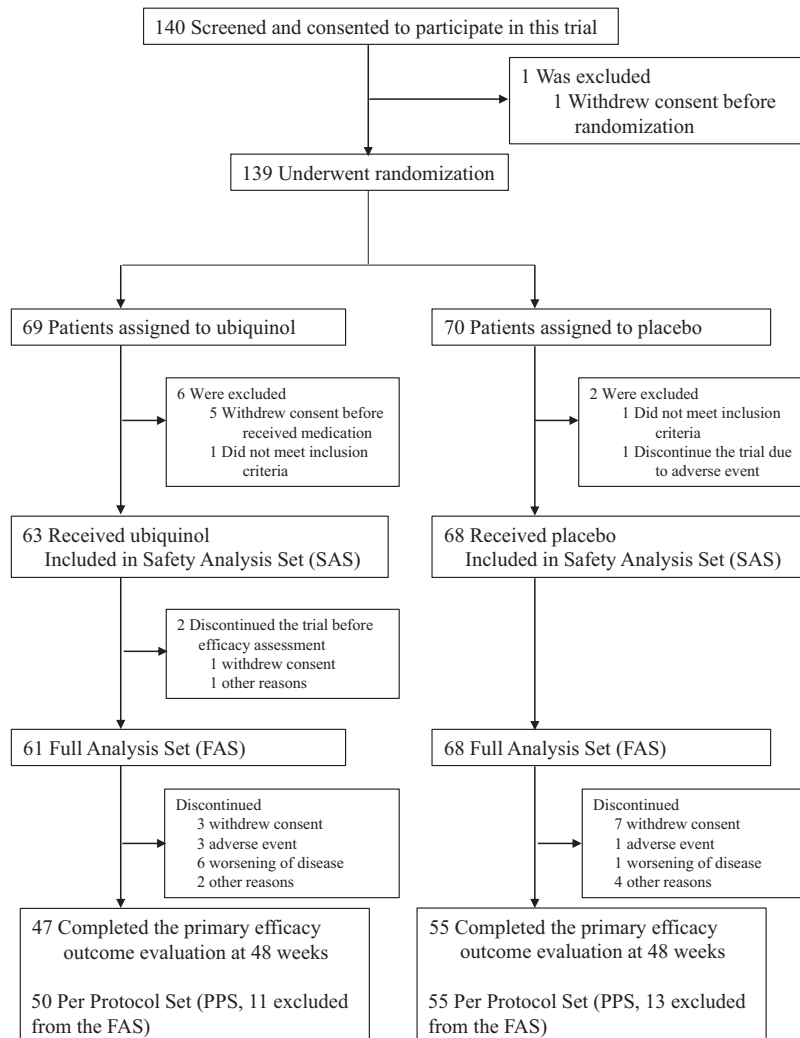 140 Screened and consented to participate in this trial
1 Was excluded
1 Withdrew consent before
randomization
139 Underwent randomization
69 Patients assigned to ubiquinol
70 Patients assigned to placebo
6 Were excluded
5 Withdrew consent before
received medication
1 Did not meet inclusion
criteria
2 Were excluded
1 Did not meet inclusion
criteria
1 Discontinue the trial due
to adverse event
63 Received ubiquinol
Included in Safety Analysis Set (SAS)
68 Received placebo
Included in Safety Analysis Set (SAS)
2 Discontinued the trial before
efficacy assessment
1 withdrew consent
1 other reasons
61 Full Analysis Set (FAS)
68 Full Analysis Set (FAS)
Discontinued
3 withdrew consent
3 adverse event
6 worsening of disease
2 other reasons
Discontinued
7 withdrew consent
1 adverse event
1 worsening of disease
4 other reasons
47 Completed the primary efficacy
outcome evaluation at 48 weeks
50 Per Protocol Set (PPS, 11 excluded
from the FAS)
55 Completed the primary efficacy
outcome evaluation at 48 weeks
55 Per Protocol Set (PPS, 13 excluded
from the FAS)